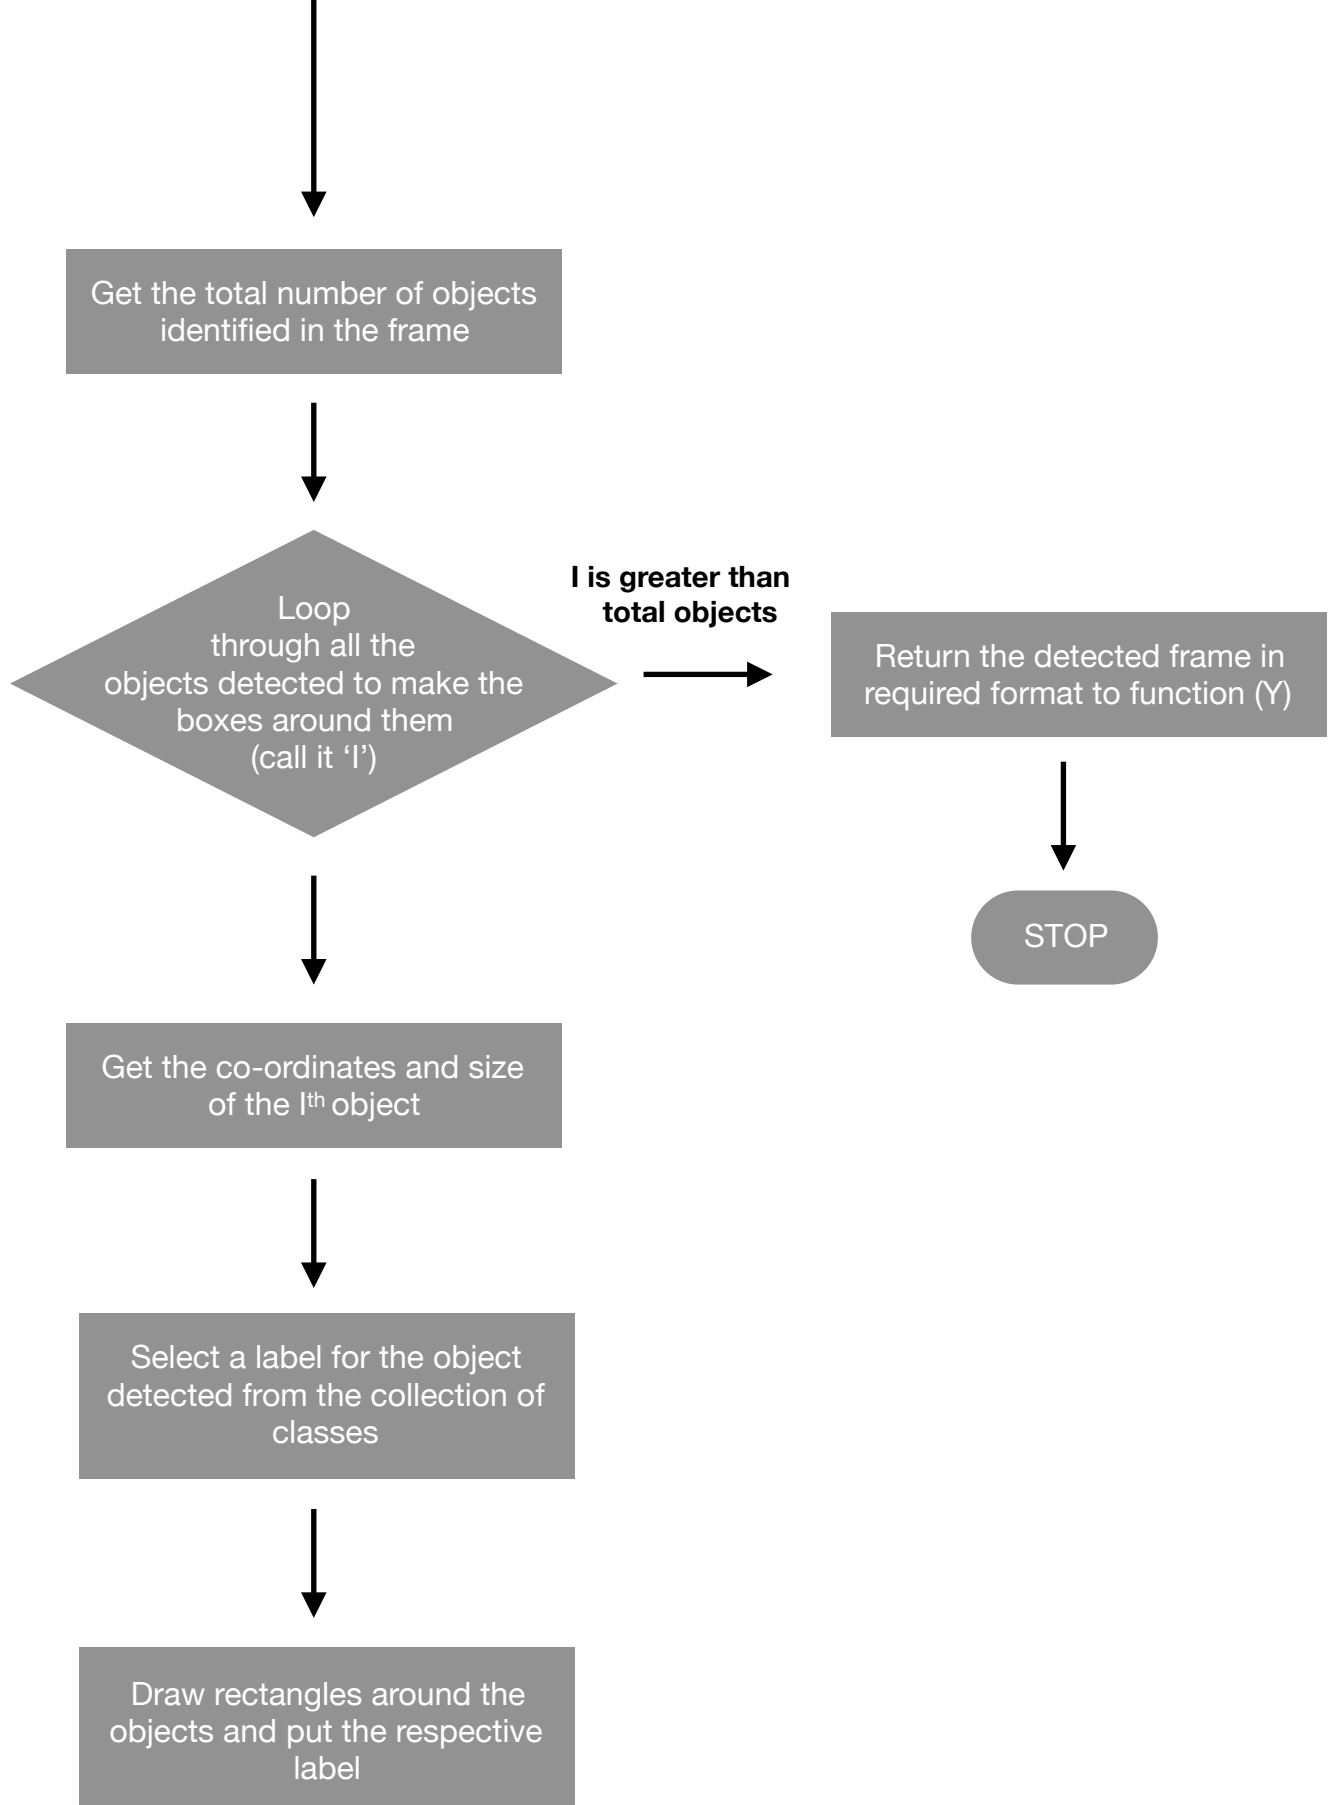 Get the total number of objects
identified in the frame
Loop
through all the
objects detected to make the
boxes around them
(call it ‘I’)
I is greater than
total objects
Return the detected frame in
required format to function (Y)
STOP
Get the co-ordinates and size
of the Ith object
Select a label for the object
detected from the collection of
classes
Draw rectangles around the
objects and put the respective
label